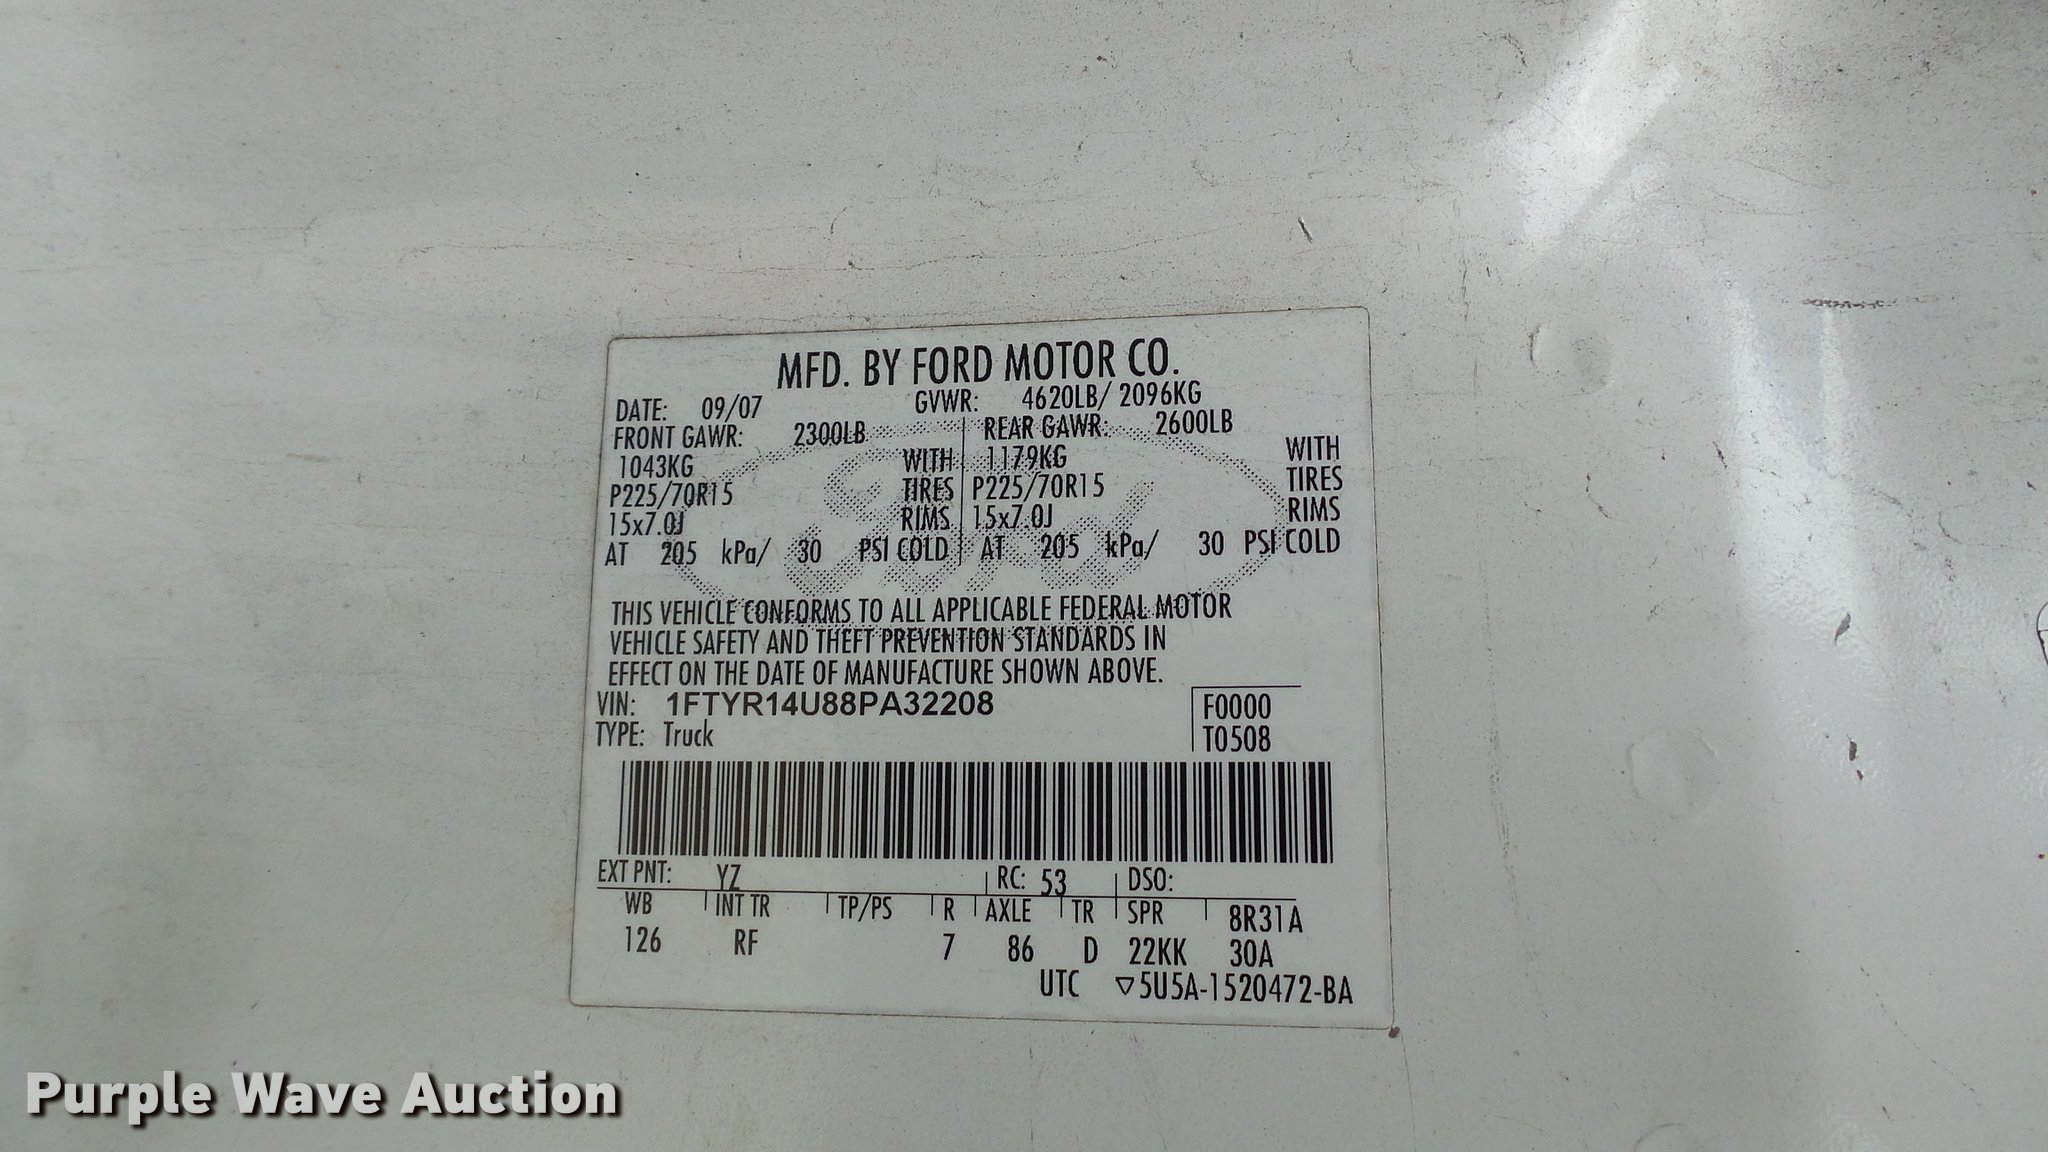 MFD. BY FORD MOTOR CO.
DATE: 09/07 GVWR: 4620LB/ 2096KG
FRONT GAWR: 2300LB REAR GAWR: 2600LB
1043KG WITH 1179KG WITH
P225/70R15 TIRES P225/70R15 TIRES
15x7.0J RIMS 15x7.0J RIMS
AT 205 kPa/ 30 PSI COLD AT 205 kPa/ 30 PSI COLD
THIS VEHICLE CONFORMS TO ALL APPLICABLE FEDERAL MOTOR
VEHICLE SAFETY AND THEFT PREVENTION STANDARDS IN
EFFECT ON THE DATE OF MANUFACTURE SHOWN ABOVE.
VIN: 1FTYR14U88PA32208 F0000
TYPE: Truck T0508
EXT PNT: YZ RC: 53 DSO:
WB INT TR TP/PS R AXLE TR SPR 8R31A
126 RF 7 86 D 22KK 30A
UTC ▽5U5A-1520472-BA
Purple Wave Auction